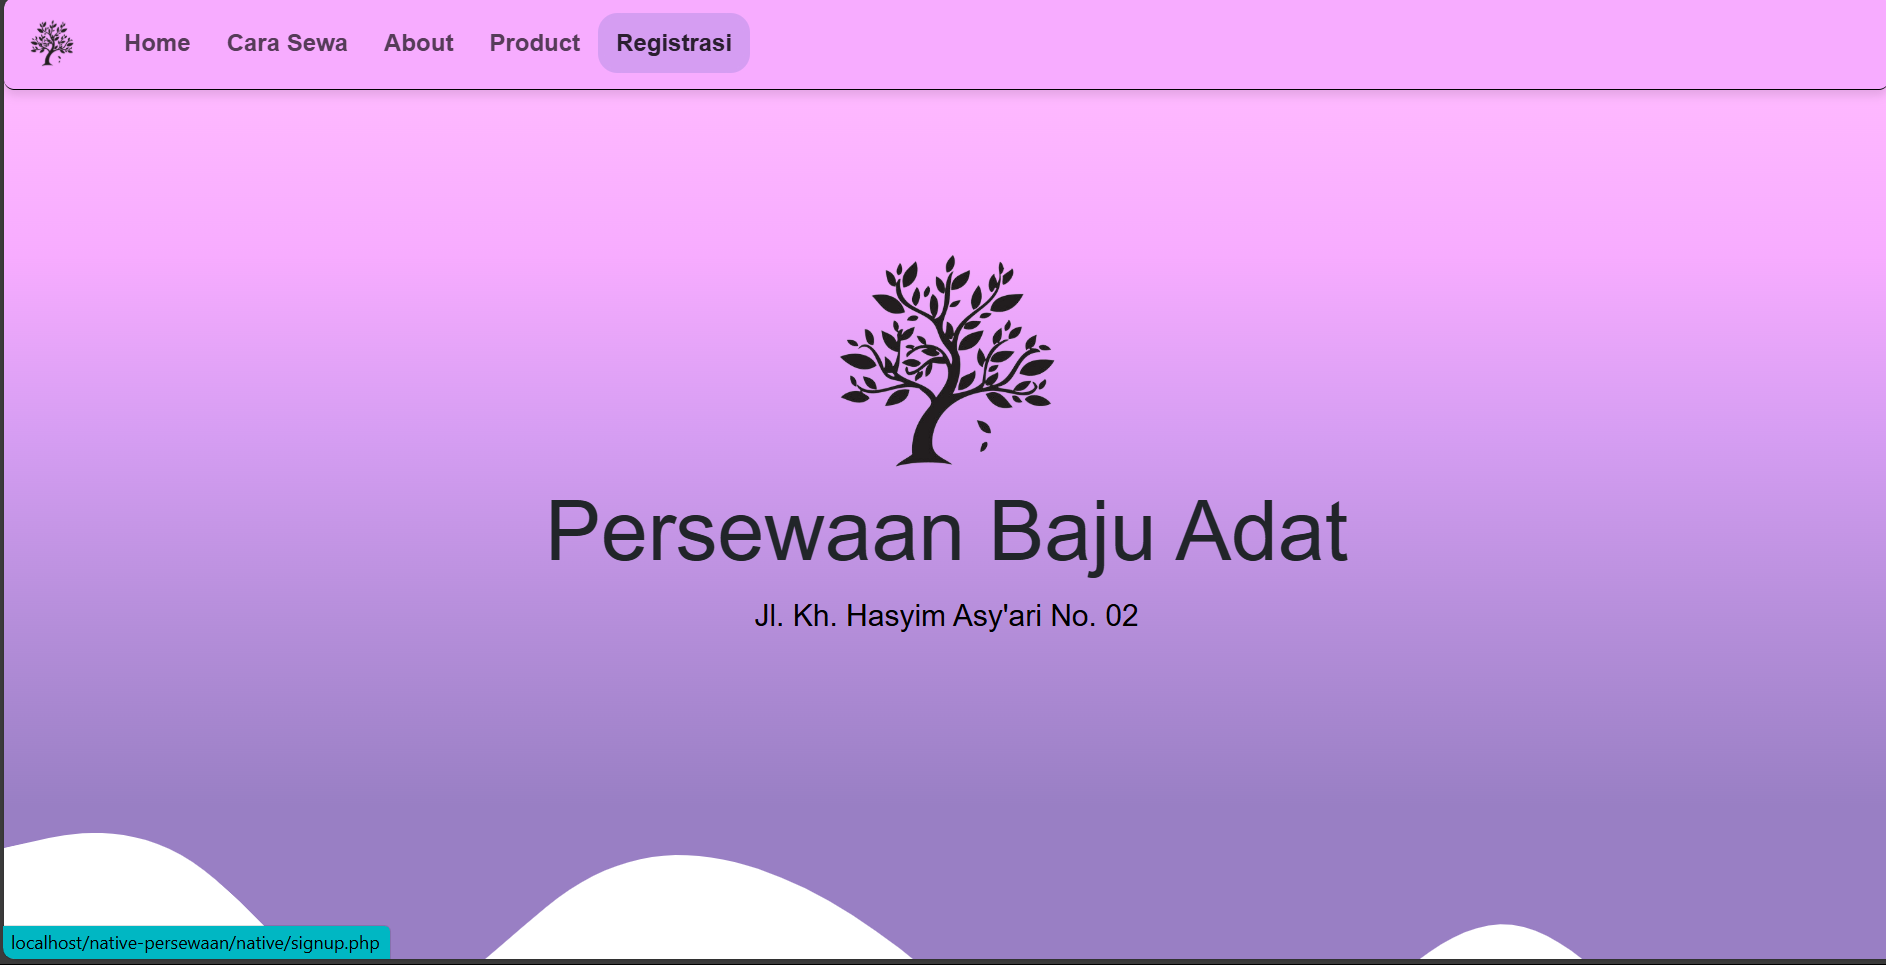 Home Cara Sewa About Product Registrasi
Persewaan Baju Adat
Jl. Kh. Hasyim Asy'ari No. 02
localhost/native-persewaan/native/signup.php